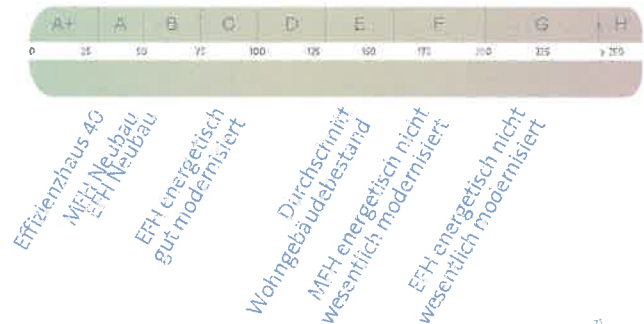 A+ A B C D E F G H
0 25 50 75 100 125 150 175 200 225 > 250
Effizienzhaus 40
MFH Neubau
EFH Neubau
EFH energetisch
gut modernisiert
Durchschnitt
Wohngebäudebestand
MFH energetisch nicht
wesentlich modernisiert
EFH energetisch nicht
wesentlich modernisiert